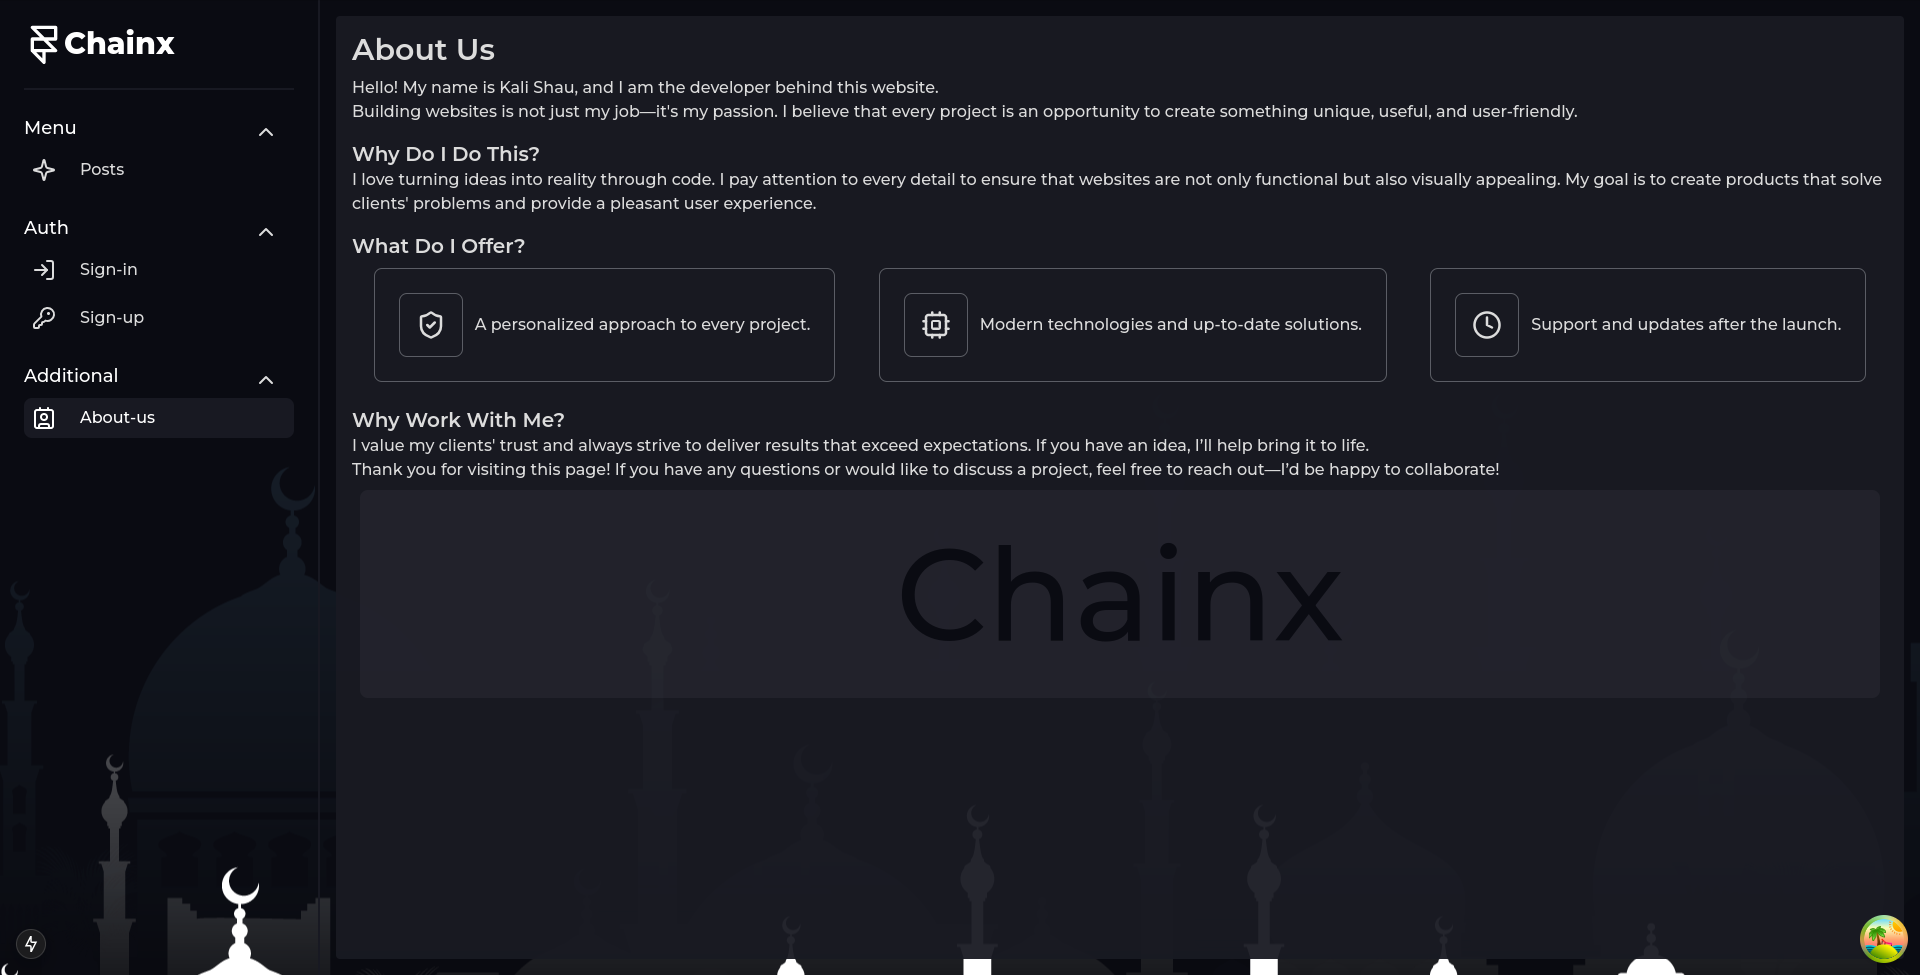 Chainx
Menu
Posts
Auth
Sign-in
Sign-up
Additional
About-us
About Us
Hello! My name is Kali Shau, and I am the developer behind this website.
Building websites is not just my job—it's my passion. I believe that every project is an opportunity to create something unique, useful, and user-friendly.
Why Do I Do This?
I love turning ideas into reality through code. I pay attention to every detail to ensure that websites are not only functional but also visually appealing. My goal is to create products that solve
clients' problems and provide a pleasant user experience.
What Do I Offer?
A personalized approach to every project.
Modern technologies and up-to-date solutions.
Support and updates after the launch.
Why Work With Me?
I value my clients' trust and always strive to deliver results that exceed expectations. If you have an idea, I’ll help bring it to life.
Thank you for visiting this page! If you have any questions or would like to discuss a project, feel free to reach out—I’d be happy to collaborate!
Chainx